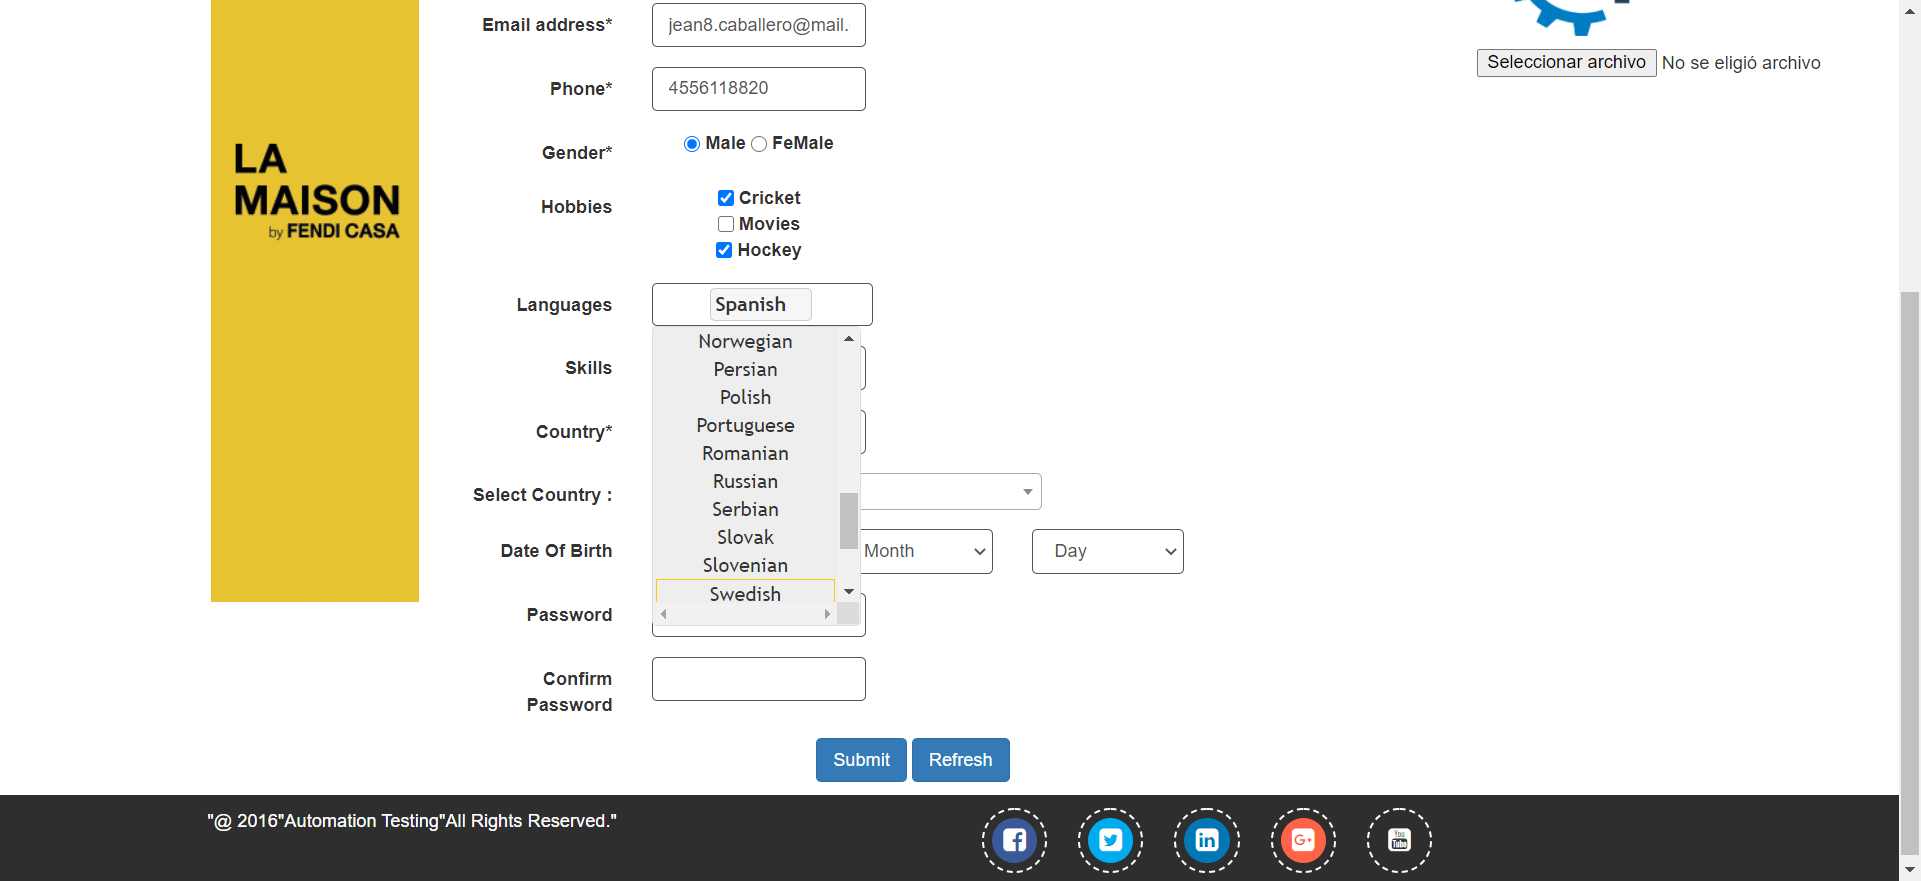 LA
MAISON
by FENDI CASA
Email address*
jean8.caballero@mail.
Seleccionar archivo No se eligió archivo
Phone*
4556118820
Gender*
Male FeMale
Hobbies
Cricket
Movies
Hockey
Languages
Spanish
Norwegian
Persian
Polish
Portuguese
Romanian
Russian
Serbian
Slovak
Slovenian
Swedish
Skills
Country*
Select Country :
Date Of Birth
Month
Day
Password
Confirm
Password
Submit Refresh
"@ 2016"Automation Testing"All Rights Reserved."
f
in
G+
You
Tube